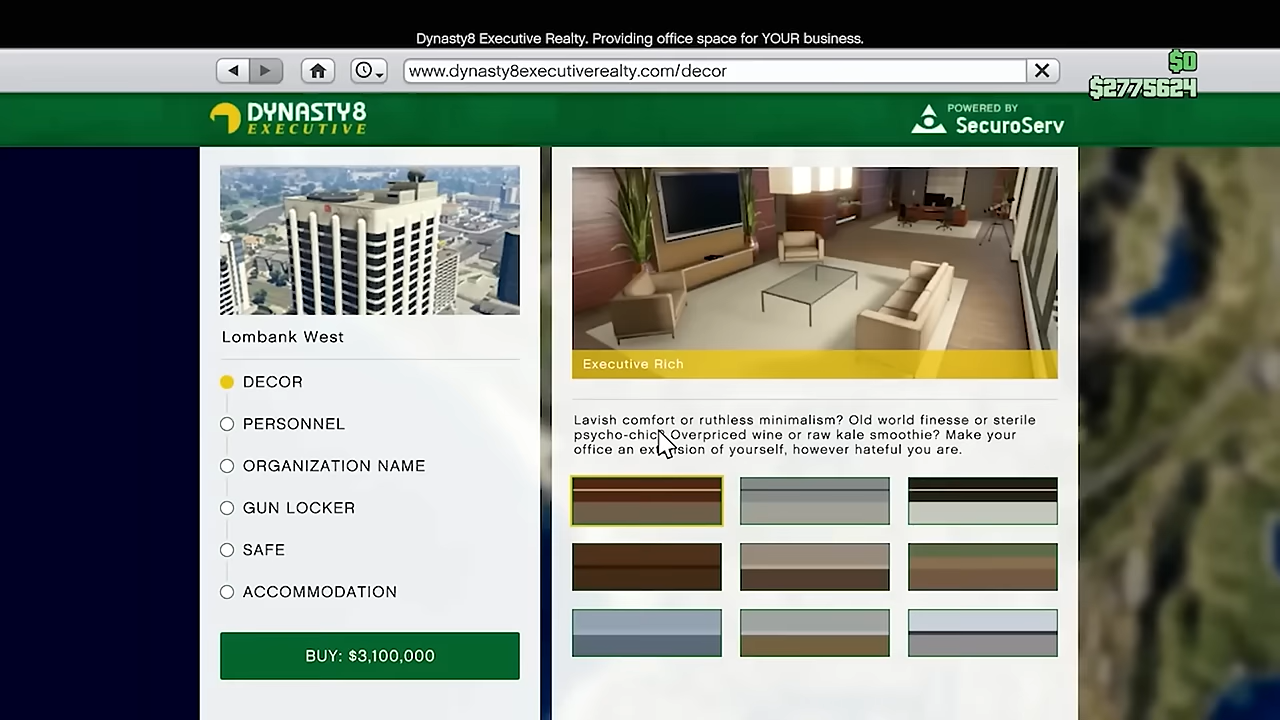 Dynasty8 Executive Realty. Providing office space for YOUR business.
www.dynasty8executiverealty.com/decor
$0
$2775624
DYNASTY8
EXECUTIVE
POWERED BY
SecuroServ
Lombank West
DECOR
PERSONNEL
ORGANIZATION NAME
GUN LOCKER
SAFE
ACCOMMODATION
BUY: $3,100,000
Executive Rich
Lavish comfort or ruthless minimalism? Old world finesse or sterile
psycho-chic? Overpriced wine or raw kale smoothie? Make your
office an extension of yourself, however hateful you are.